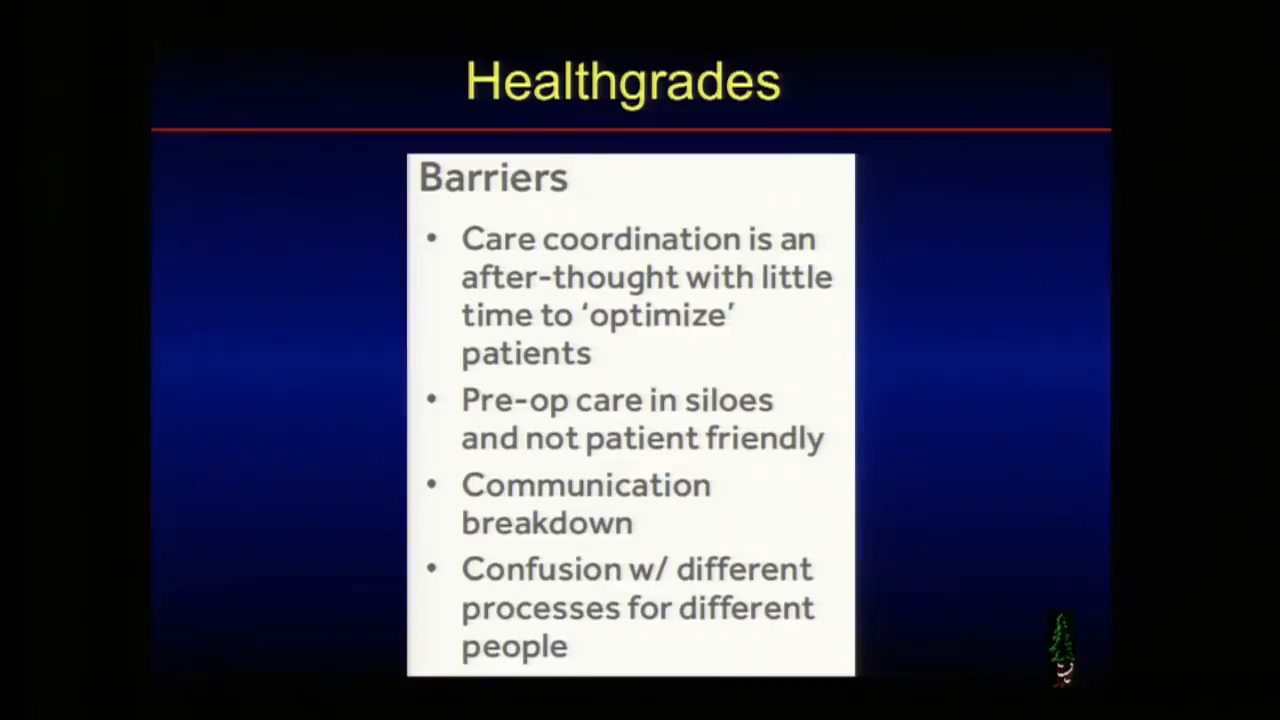 Healthgrades
Barriers
• Care coordination is an
after-thought with little
time to ‘optimize’
patients
• Pre-op care in siloes
and not patient friendly
• Communication
breakdown
• Confusion w/ different
processes for different
people